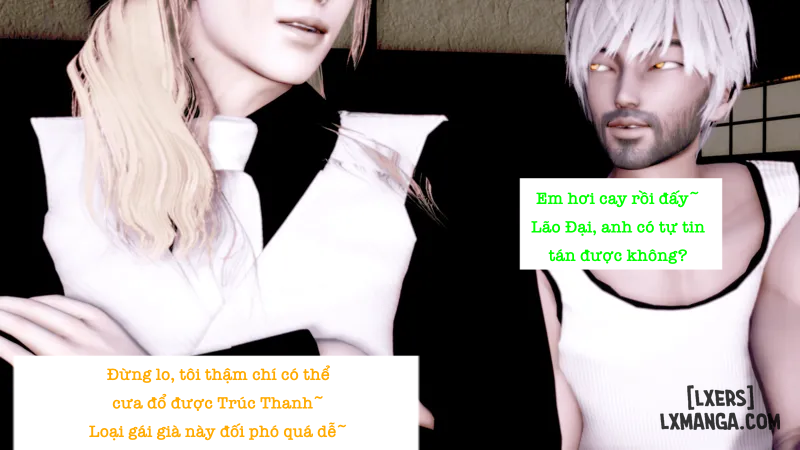 Em hơi cay rồi đấy~
Lão Đại, anh có tự tin
tán được không?
Đừng lo, tôi thậm chí có thể
cưa đổ được Trúc Thanh~
Loại gái già này đối phó quá dễ~
[LXERS]
LXMANGA.COM